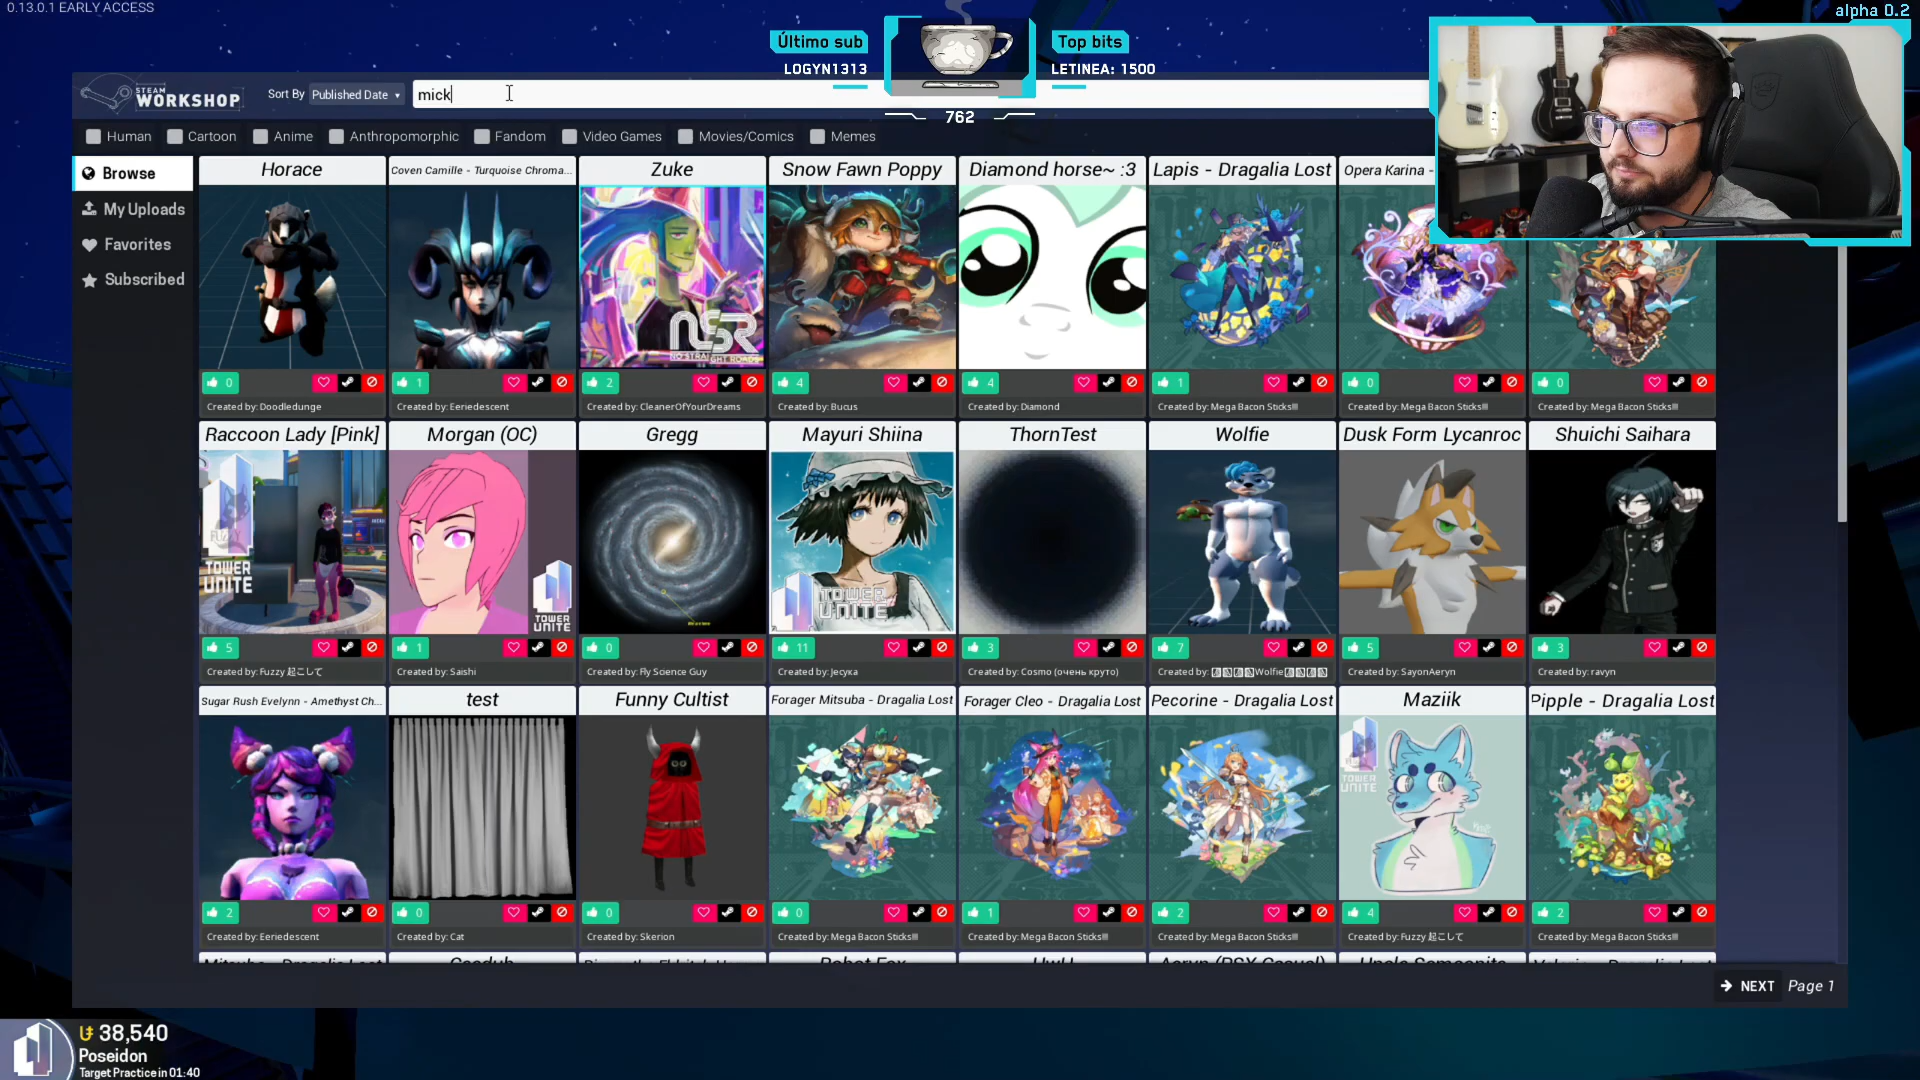 0.13.0.1 EARLY ACCESS
alpha 0.2
Último sub
LOGYN1313
Top bits
LETINEA: 1500
762
STEAM
WORKSHOP
Sort By
Published Date
mick
Human
Cartoon
Anime
Anthropomorphic
Fandom
Video Games
Movies/Comics
Memes
Browse
My Uploads
Favorites
Subscribed
Horace
Coven Camille - Turquoise Chroma...
Zuke
Snow Fawn Poppy
Diamond horse~ :3
Lapis - Dragalia Lost
Opera Karina -
NSR
NO STRAIGHT ROADS
0
1
2
4
4
1
0
0
Created by: Doodledunge
Created by: Eeriedescent
Created by: CleanerOfYourDreams
Created by: Bucus
Created by: Diamond
Created by: Mega Bacon Sticks!!!
Created by: Mega Bacon Sticks!!!
Created by: Mega Bacon Sticks!!!
Raccoon Lady [Pink]
Morgan (OC)
Gregg
Mayuri Shiina
ThornTest
Wolfie
Dusk Form Lycanroc
Shuichi Saihara
TOWER
UNITE
TOWER
UNITE
TOWER
UNITE
5
1
0
11
3
7
5
3
Created by: Fuzzy 起こして
Created by: Saishi
Created by: Fly Science Guy
Created by: Jecyka
Created by: Cosmo (очень круто)
Created by: Wolfie
Created by: SayonAeryn
Created by: ravyn
Sugar Rush Evelynn - Amethyst Ch...
test
Funny Cultist
Forager Mitsuba - Dragalia Lost
Forager Cleo - Dragalia Lost
Pecorine - Dragalia Lost
Maziik
Pipple - Dragalia Lost
TOWER
UNITE
2
0
0
0
1
2
4
2
Created by: Eeriedescent
Created by: Cat
Created by: Skerion
Created by: Mega Bacon Sticks!!!
Created by: Mega Bacon Sticks!!!
Created by: Mega Bacon Sticks!!!
Created by: Fuzzy 起こして
Created by: Mega Bacon Sticks!!!
NEXT
Page 1
38,540
Poseidon
Target Practice in 01:40